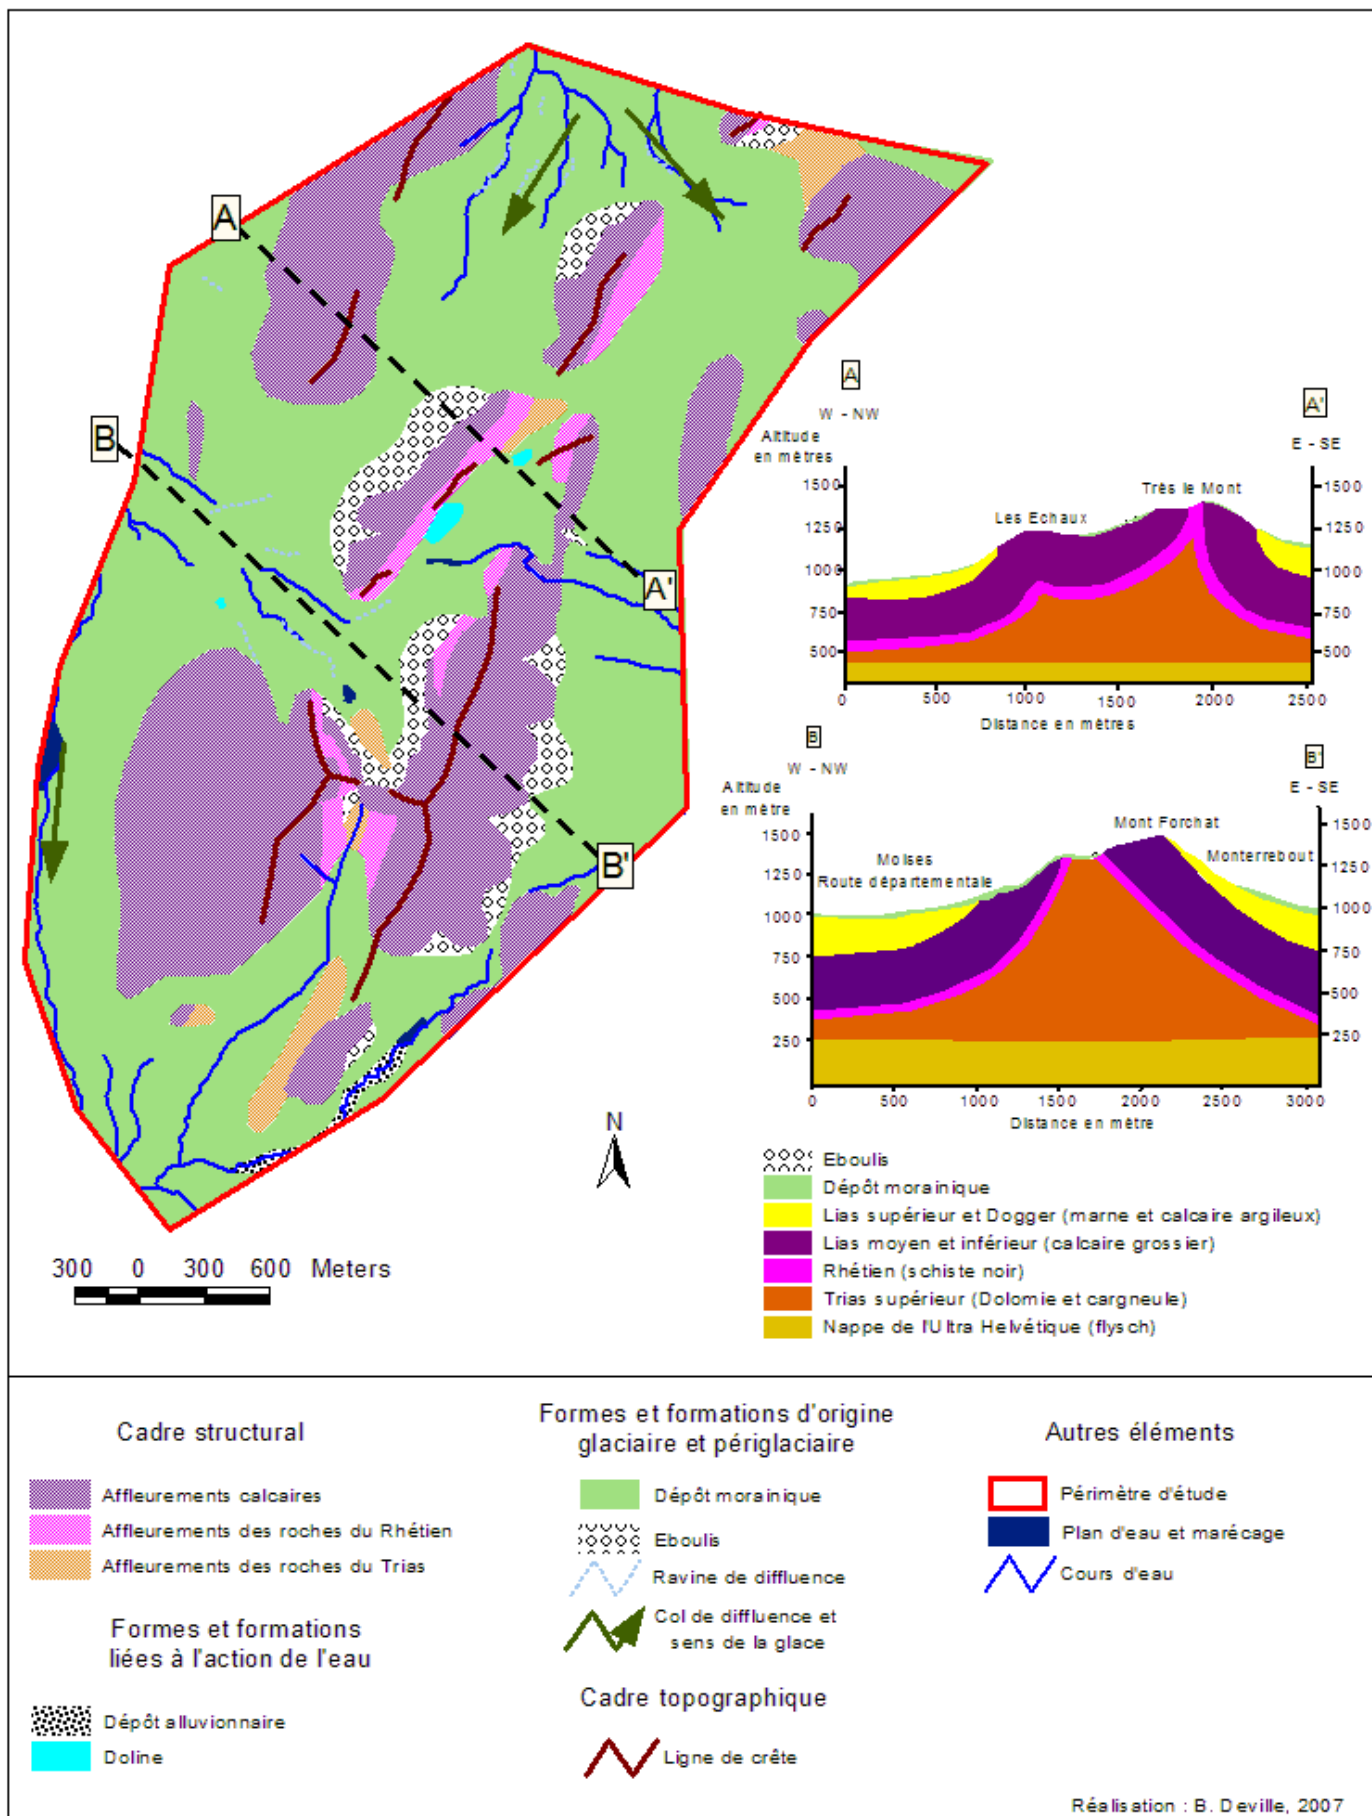 A
B
A'
B'
A
W - NW
Altitude
en mètres
A'
E - SE
Très le Mont
Les Echaux
1500
1250
1000
750
500
1500
1250
1000
750
500
0
500
1000
1500
2000
2500
Distance en mètres
B
W - NW
Altitude
en mètre
B'
E - SE
Mont Forchat
Moises
Route départementale
Monterrebout
1500
1250
1000
750
500
250
1500
1250
1000
750
500
250
0
500
1000
1500
2000
2500
3000
Distance en mètre
N
300 0 300 600 Meters
Eboulis
Dépôt morainique
Lias supérieur et Dogger (marne et calcaire argileux)
Lias moyen et inférieur (calcaire grossier)
Rhétien (schiste noir)
Trias supérieur (Dolomie et cargneule)
Nappe de l'Ultra Helvétique (flysch)
Cadre structural
Affleurements calcaires
Affleurements des roches du Rhétien
Affleurements des roches du Trias
Formes et formations
liées à l'action de l'eau
Dépôt alluvionnaire
Doline
Formes et formations d'origine
glaciaire et périglaciaire
Dépôt morainique
Eboulis
Ravine de diffluence
Col de diffluence et
sens de la glace
Cadre topographique
Ligne de crête
Autres éléments
Périmètre d'étude
Plan d'eau et marécage
Cours d'eau
Réalisation : B. Deville, 2007